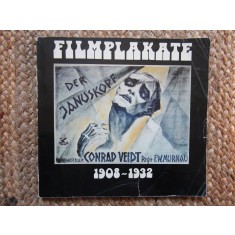 FILMPLAKATE
DER
JANUSKOPF
CONRAD VEIDT REGIE F.W. MURNAU
1908-1932